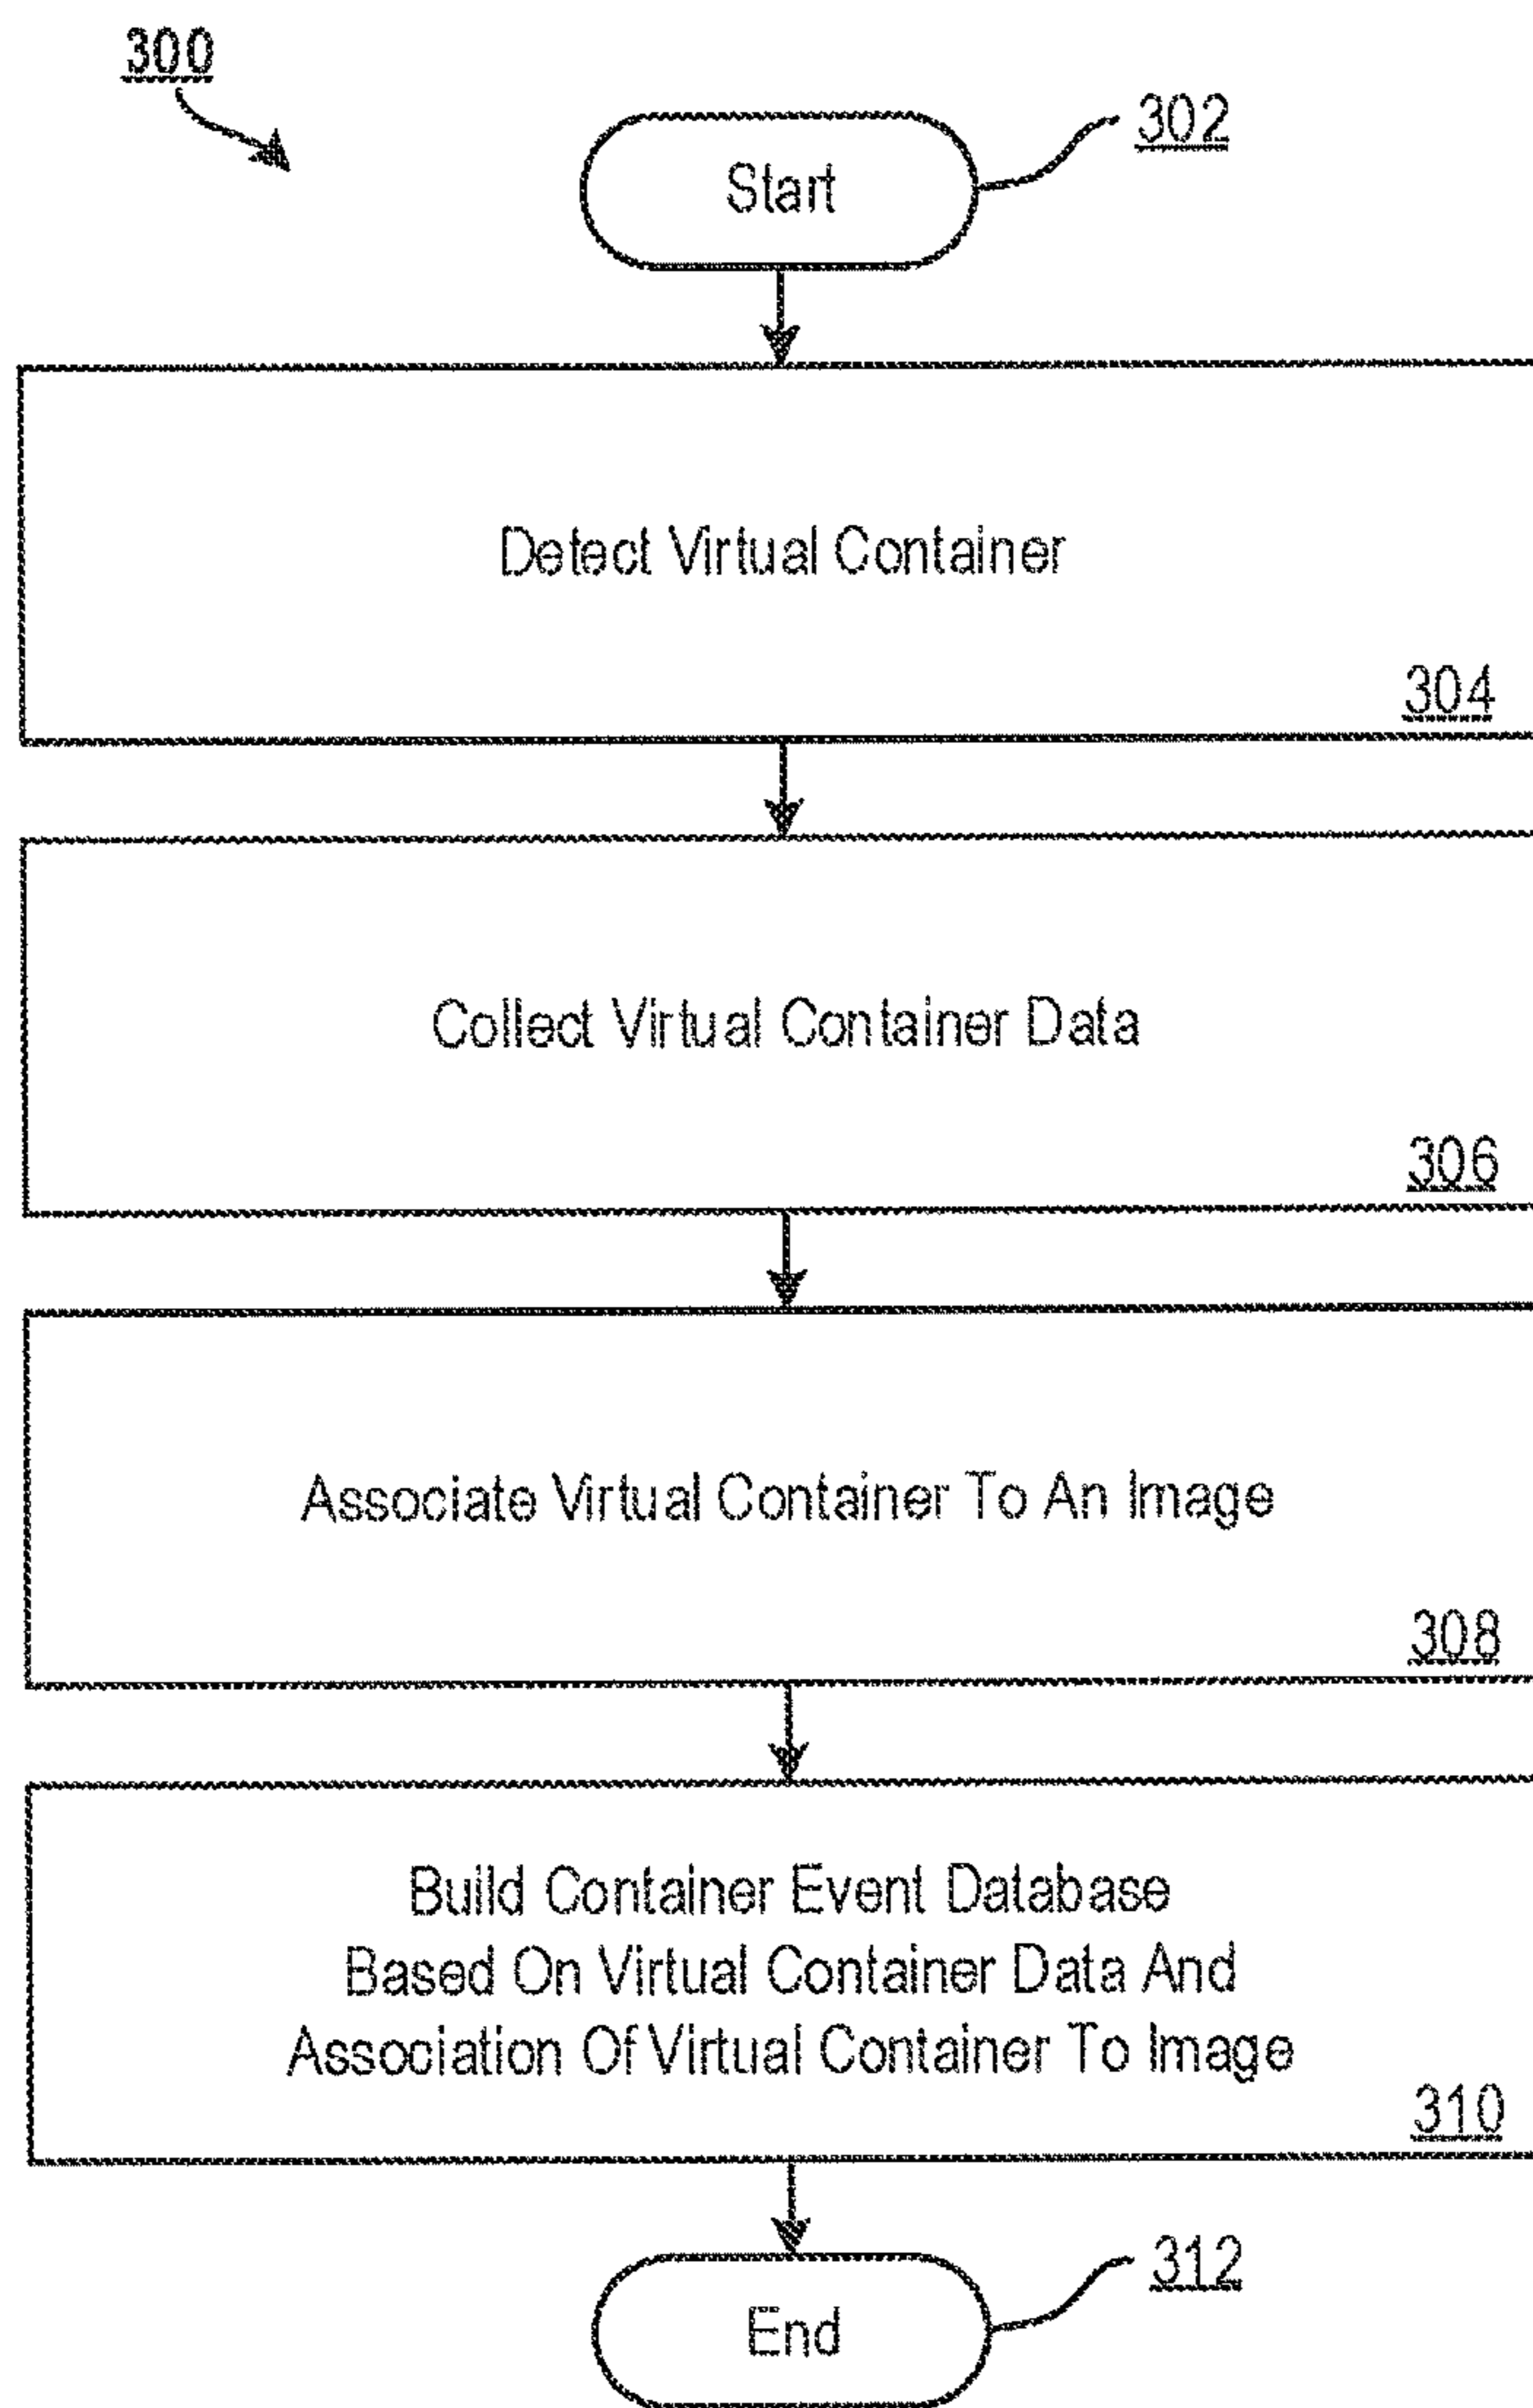 300
302
Start
Detect Virtual Container
304
Collect Virtual Container Data
306
Associate Virtual Container To An Image
308
Build Container Event Database
Based On Virtual Container Data And
Association Of Virtual Container To Image
310
312
End